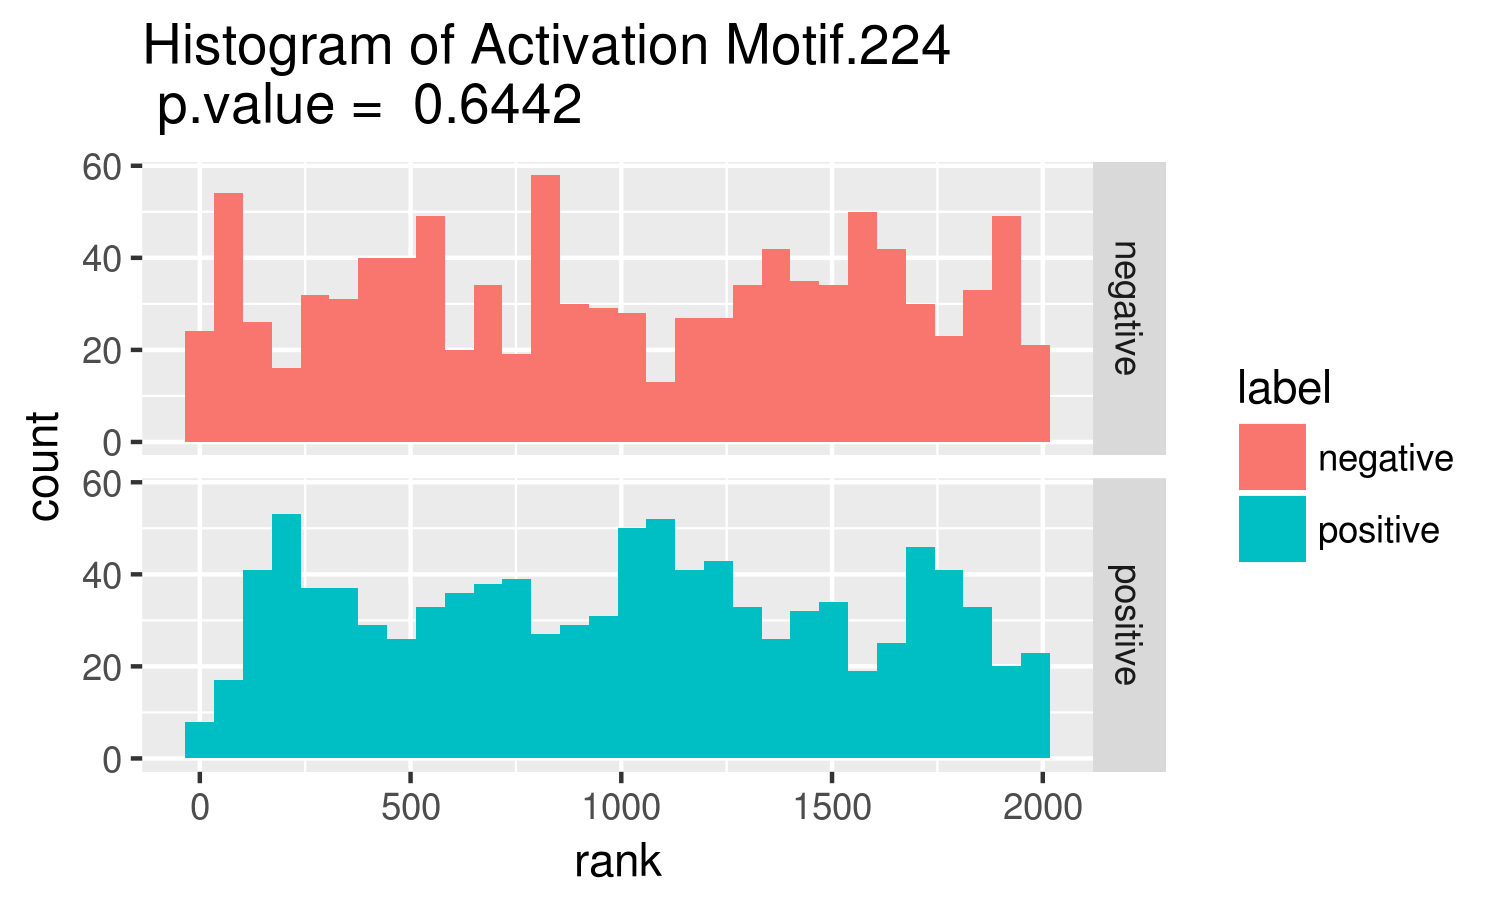 Histogram of Activation Motif.224
p.value =  0.6442
60
40
20
0
negative
60
40
20
0
positive
count
0 500 1000 1500 2000
rank
label
negative
positive